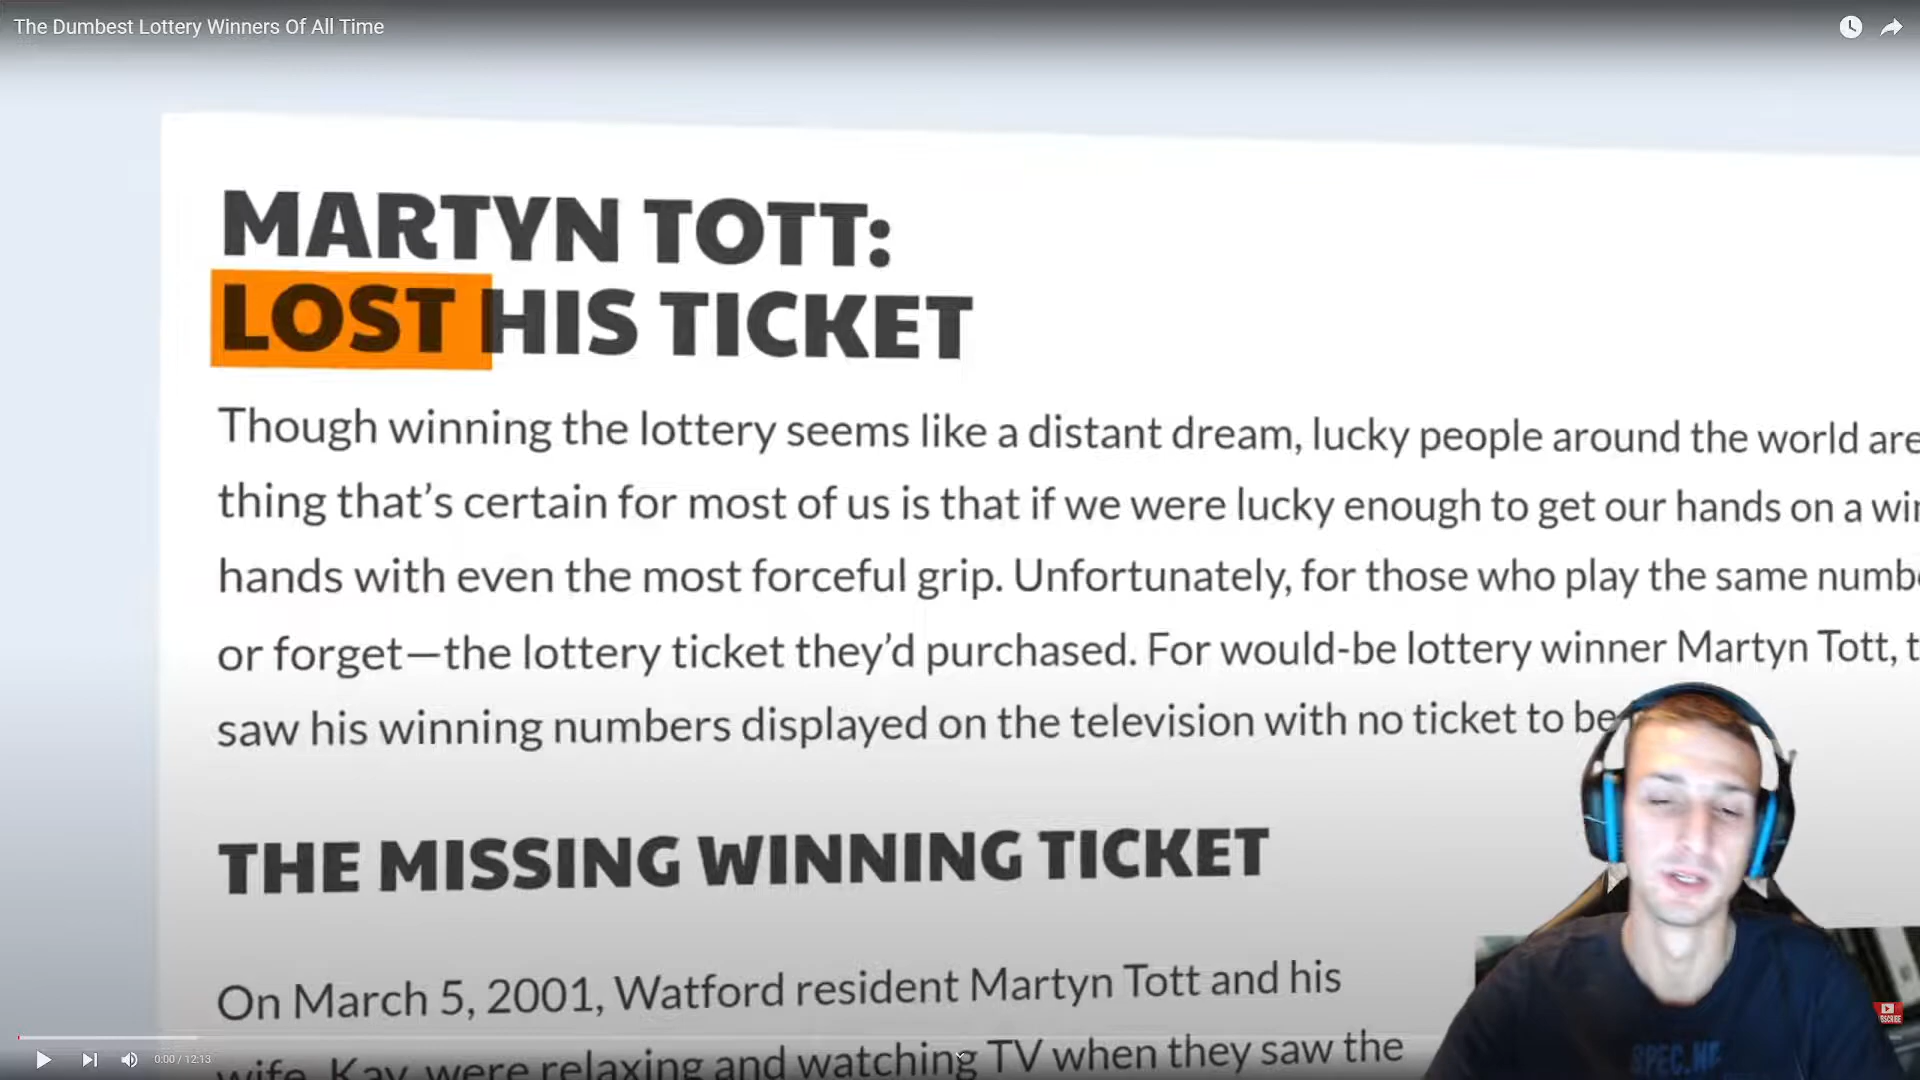 The Dumbest Lottery Winners Of All Time
MARTYN TOTT:
LOST HIS TICKET
Though winning the lottery seems like a distant dream, lucky people around the world are
thing that’s certain for most of us is that if we were lucky enough to get our hands on a
hands with even the most forceful grip. Unfortunately, for those who play the same
or forget—the lottery ticket they’d purchased. For would-be lottery winner Martyn Tott,
saw his winning numbers displayed on the television with no ticket to
THE MISSING WINNING TICKET
On March 5, 2001, Watford resident Martyn Tott and his
wife, Kay, were relaxing and watching TV when they saw the
0:00 / 12:13